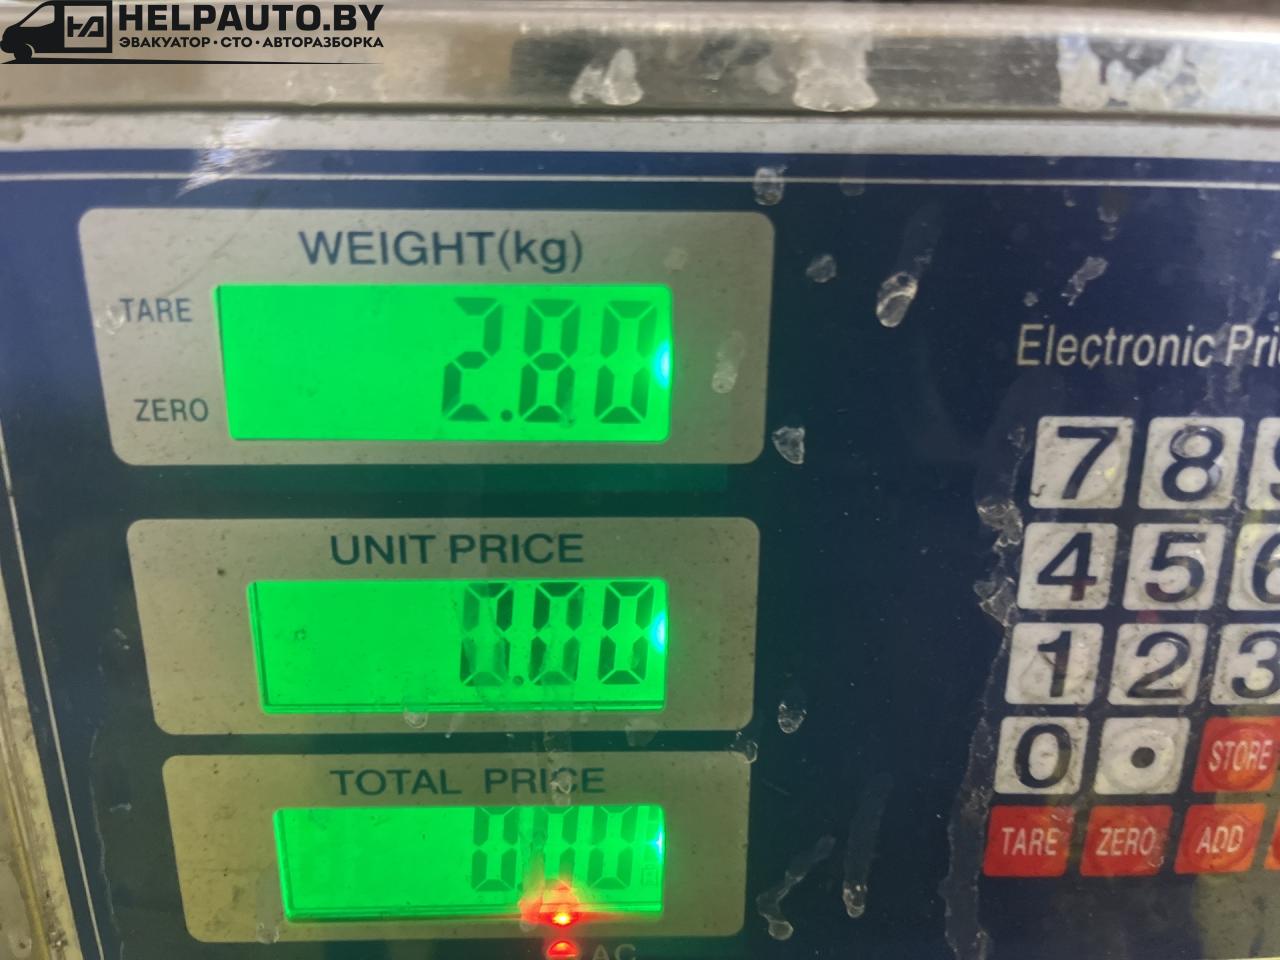 HELPAUTO.BY
ЭВАКУАТОР · СТО · АВТОРАЗБОРКА
WEIGHT(kg)
TARE
2.80
ZERO
Electronic
UNIT PRICE
0.00
TOTAL PRICE
0.00
AC
7 8
4 5 6
1 2 3
0 . STORE
TARE ZERO ADD